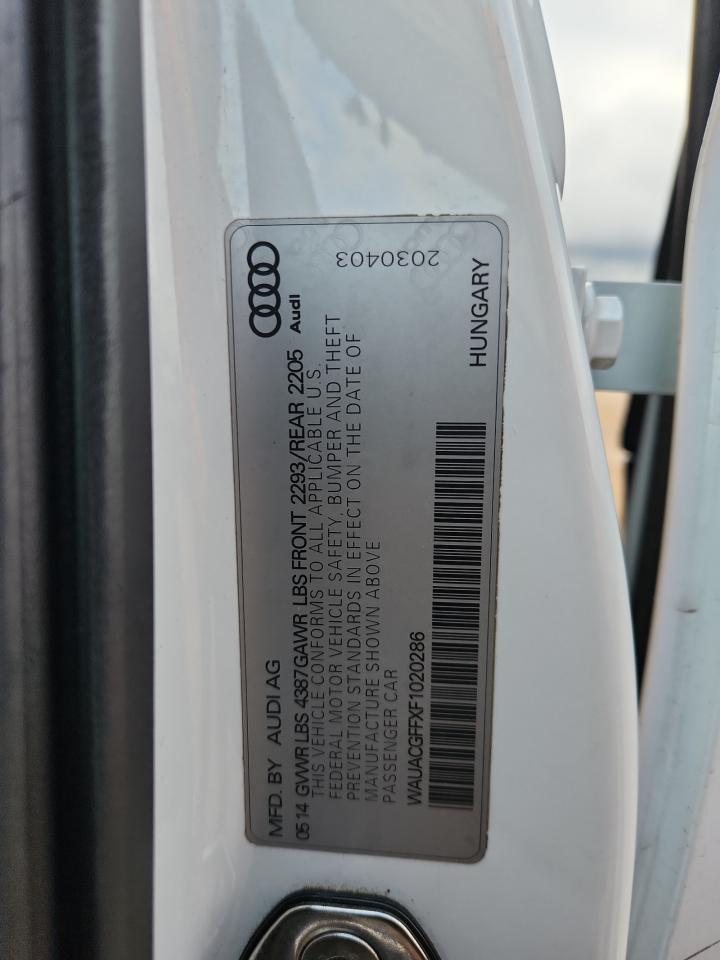 MFD. BY AUDI AG
Audi
0514 GVWR LBS 4387 GAWR LBS FRONT 2293/REAR 2205
THIS VEHICLE CONFORMS TO ALL APPLICABLE U.S.
FEDERAL MOTOR VEHICLE SAFETY, BUMPER AND THEFT
PREVENTION STANDARDS IN EFFECT ON THE DATE OF
MANUFACTURE SHOWN ABOVE
PASSENGER CAR
2030403
WAUACGFFXF1020286
HUNGARY